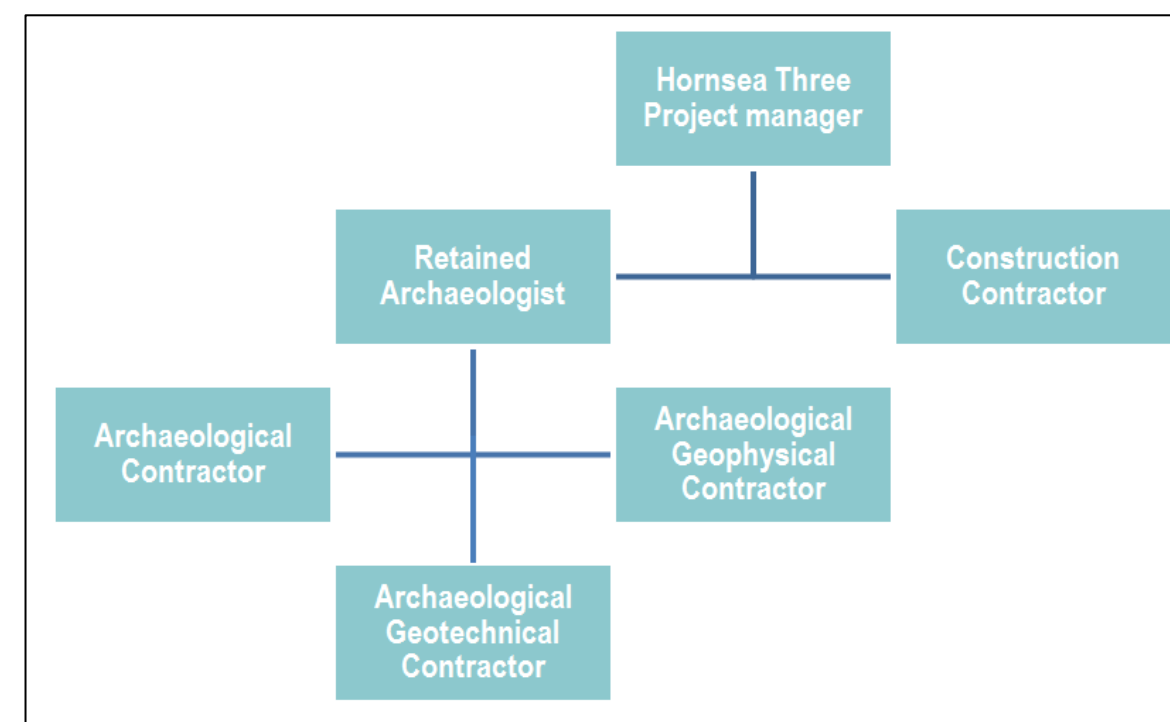 Hornsea Three
Project manager
Retained
Archaeologist
Construction
Contractor
Archaeological
Contractor
Archaeological
Geophysical
Contractor
Archaeological
Geotechnical
Contractor